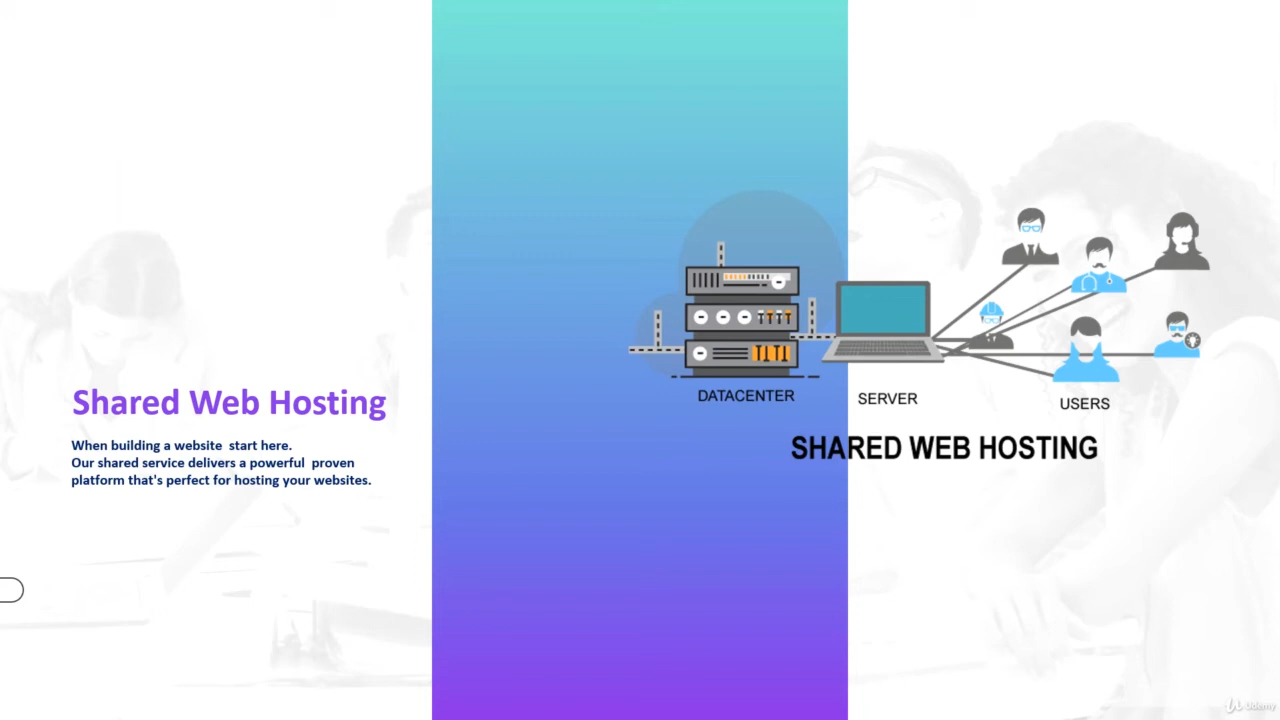 Shared Web Hosting
When building a website  start here.
Our shared service delivers a powerful  proven
platform that's perfect for hosting your websites.
DATACENTER
SERVER
USERS
SHARED WEB HOSTING
Udemy